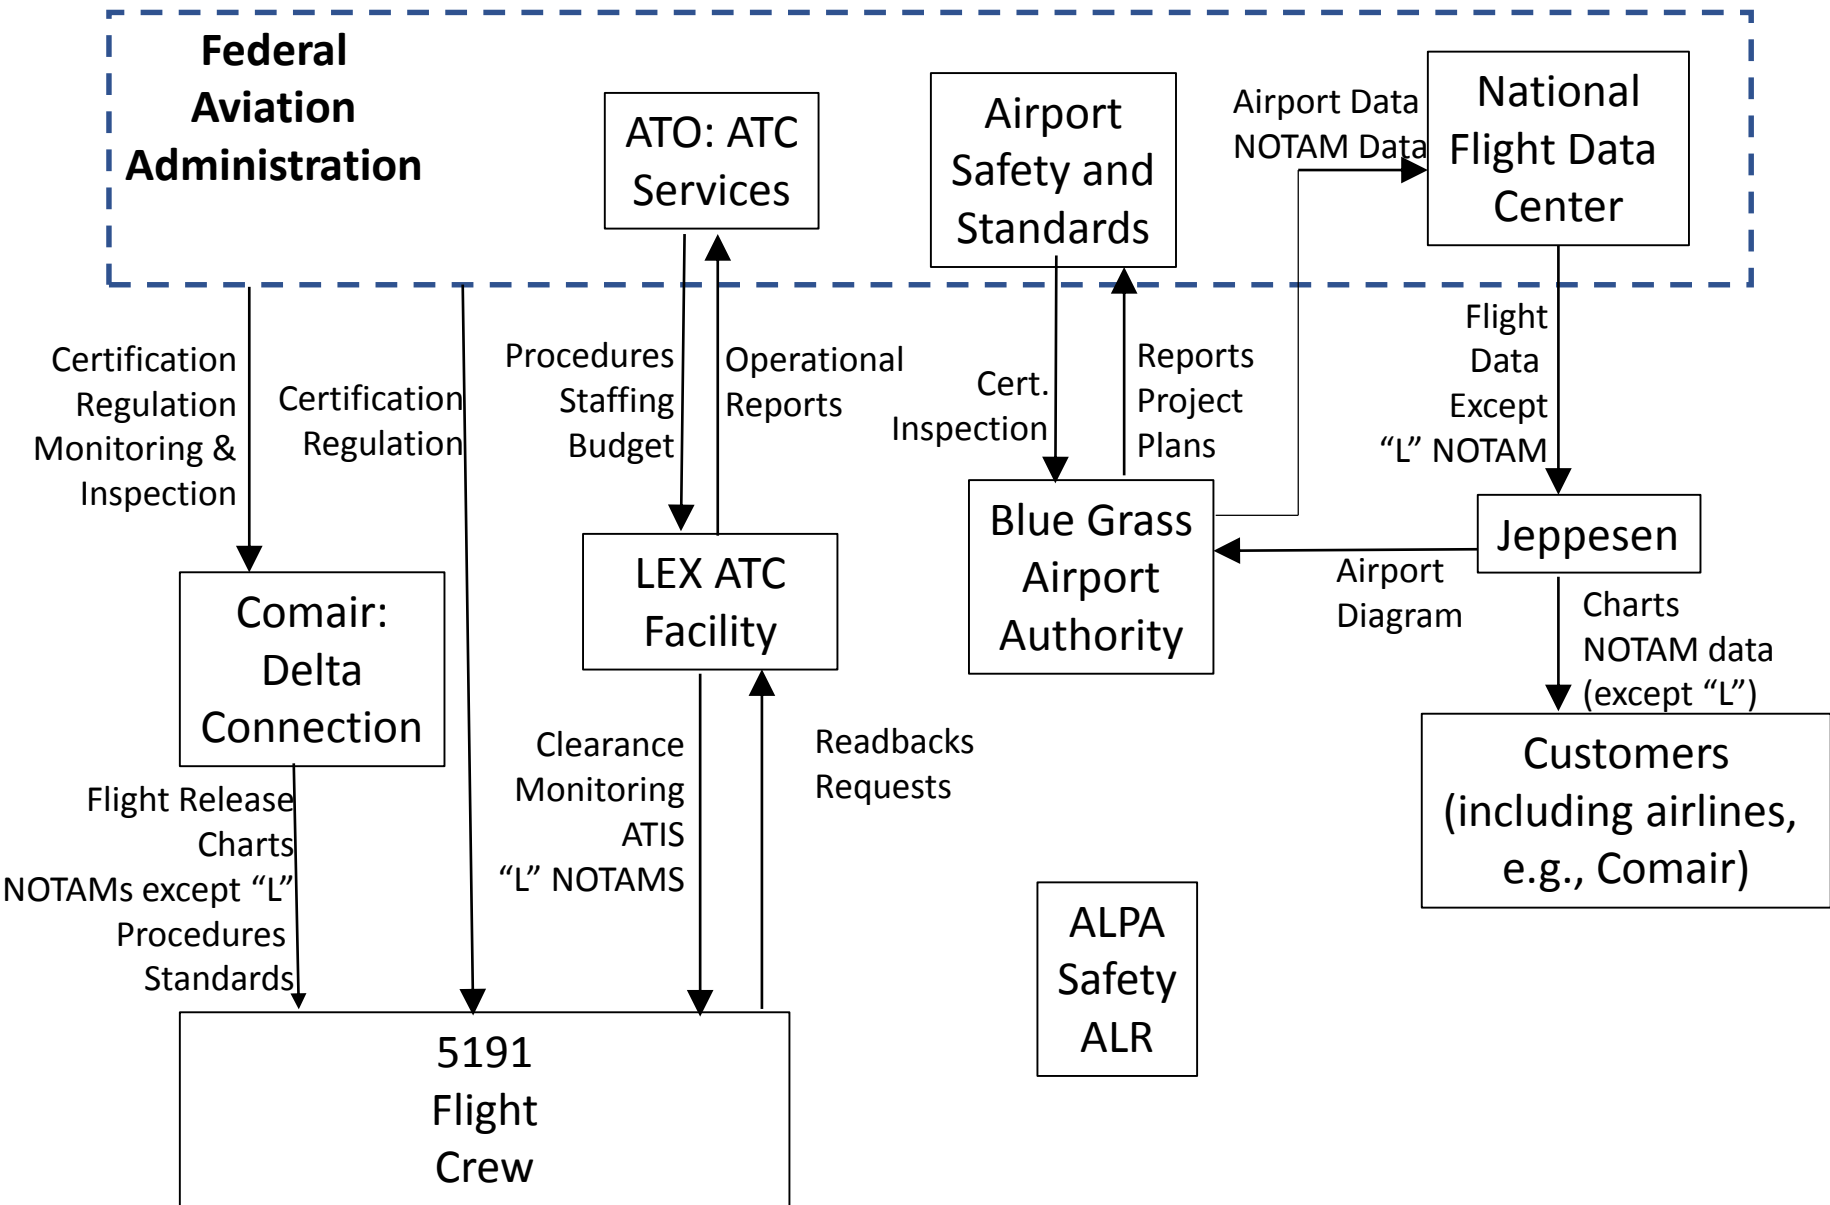 Federal
Aviation
Administration
ATO: ATC
Services
Airport
Safety and
Standards
Airport Data
NOTAM Data
National
Flight Data
Center
Certification
Regulation
Monitoring &
Inspection
Certification
Regulation
Procedures
Staffing
Budget
Operational
Reports
Cert.
Inspection
Reports
Project
Plans
Flight
Data
Except
“L” NOTAM
Comair:
Delta
Connection
LEX ATC
Facility
Blue Grass
Airport
Authority
Jeppesen
Airport
Diagram
Charts
NOTAM data
(except “L”)
Flight Release
Charts
NOTAMs except “L”
Procedures
Standards
Clearance
Monitoring
ATIS
“L” NOTAMS
Readbacks
Requests
Customers
(including airlines,
e.g., Comair)
ALPA
Safety
ALR
5191
Flight
Crew